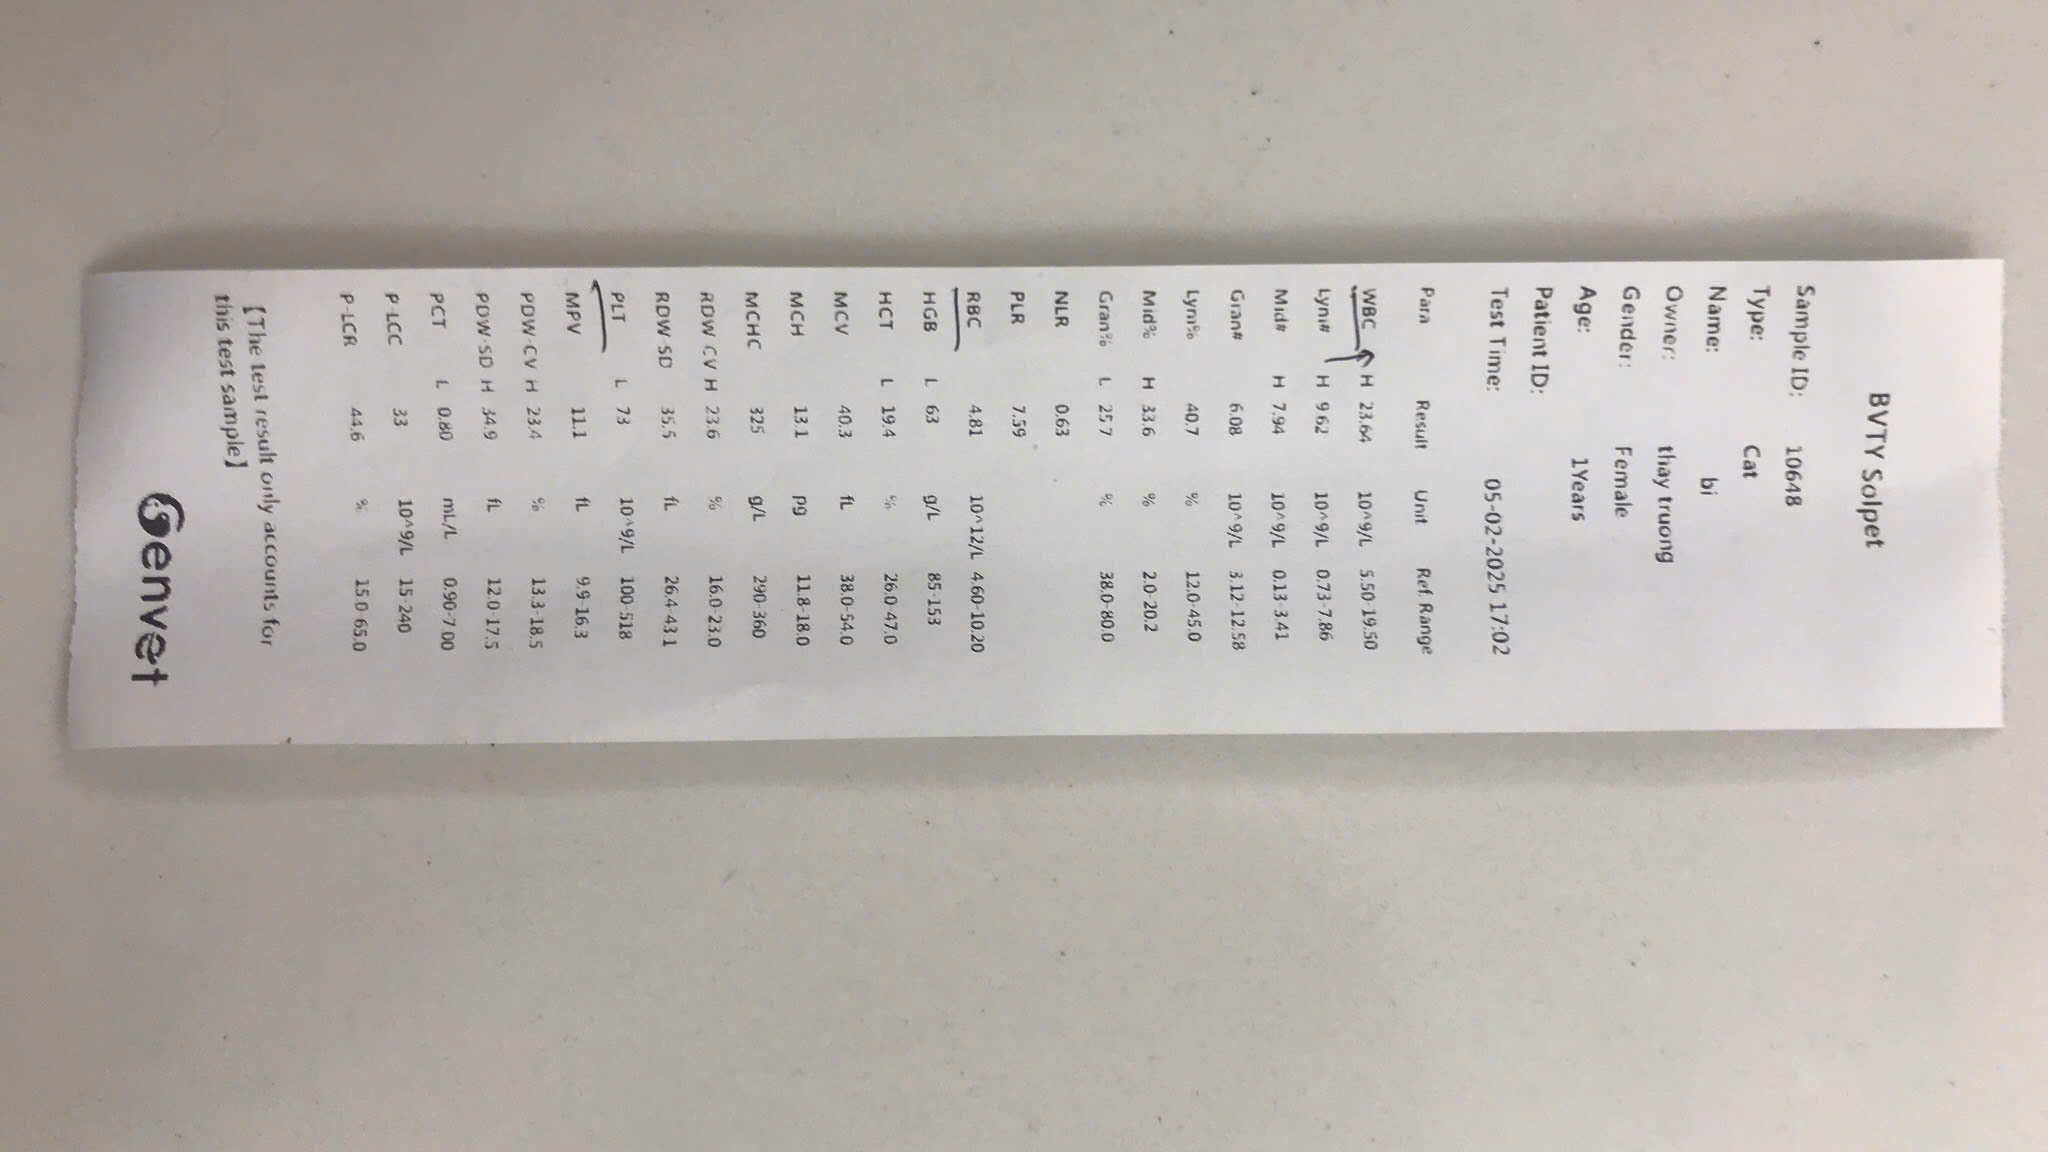 BVTY Solpet
Sample ID: 10648
Type: Cat
Name: bi
Owner: thay truong
Gender: Female
Age: 1Years
Patient ID:
Test Time: 05-02-2025 17:02
Para Result Unit Ref. Range
WBC H 23.64 10^9/L 5.50-19.50
Lym# H 9.62 10^9/L 0.73-7.86
Mid# H 7.94 10^9/L 0.13-3.41
Gran# 6.08 10^9/L 3.12-12.58
Lym% 40.7 % 12.0-45.0
Mid% H 33.6 % 2.0-20.2
Gran% L 25.7 % 38.0-80.0
NLR 0.63
PLR 7.59
RBC 4.81 10^12/L 4.60-10.20
HGB L 63 g/L 85-153
HCT L 19.4 % 26.0-47.0
MCV 40.3 fL 38.0-54.0
MCH 13.1 pg 11.8-18.0
MCHC 325 g/L 290-360
RDW-CV H 23.6 % 16.0-23.0
RDW-SD 35.5 fL 26.4-43.1
PLT L 73 10^9/L 100-518
MPV 11.1 fL 9.9-16.3
PDW-CV H 23.4 % 13.3-18.5
PDW-SD H 34.9 fL 12.0-17.5
PCT L 0.80 mL/L 0.90-7.00
P-LCC 33 10^9/L 15-240
P-LCR 44.6 % 15.0-65.0
【The test result only accounts for
this test sample】
Genvet